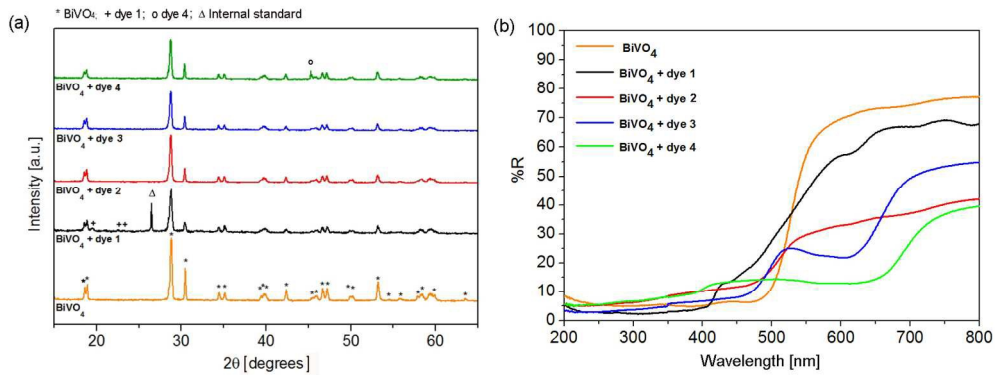 * BiVO₄; + dye 1; o dye 4; Δ Internal standard
(a)
Intensity [a.u.]
o
BiVO₄ + dye 4
BiVO₄ + dye 3
Δ
BiVO₄ + dye 2
+ ++
BiVO₄ + dye 1
* * * * * * * * * * * * * * * * * * * *
BiVO₄
20 30 40 50 60
2θ [degrees]
(b)
%R
100
90
80
70
60
50
40
30
20
10
0
BiVO₄
BiVO₄ + dye 1
BiVO₄ + dye 2
BiVO₄ + dye 3
BiVO₄ + dye 4
200 300 400 500 600 700 800
Wavelength [nm]